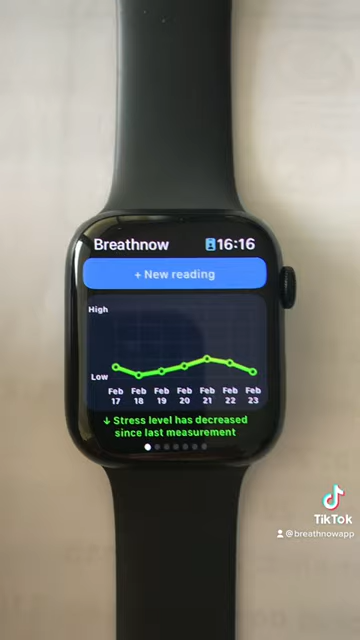 Breathnow 16:16
+ New reading
High
Low
Feb Feb Feb Feb Feb Feb Feb
17 18 19 20 21 22 23
↓ Stress level has decreased
since last measurement
TikTok
@breathnowapp